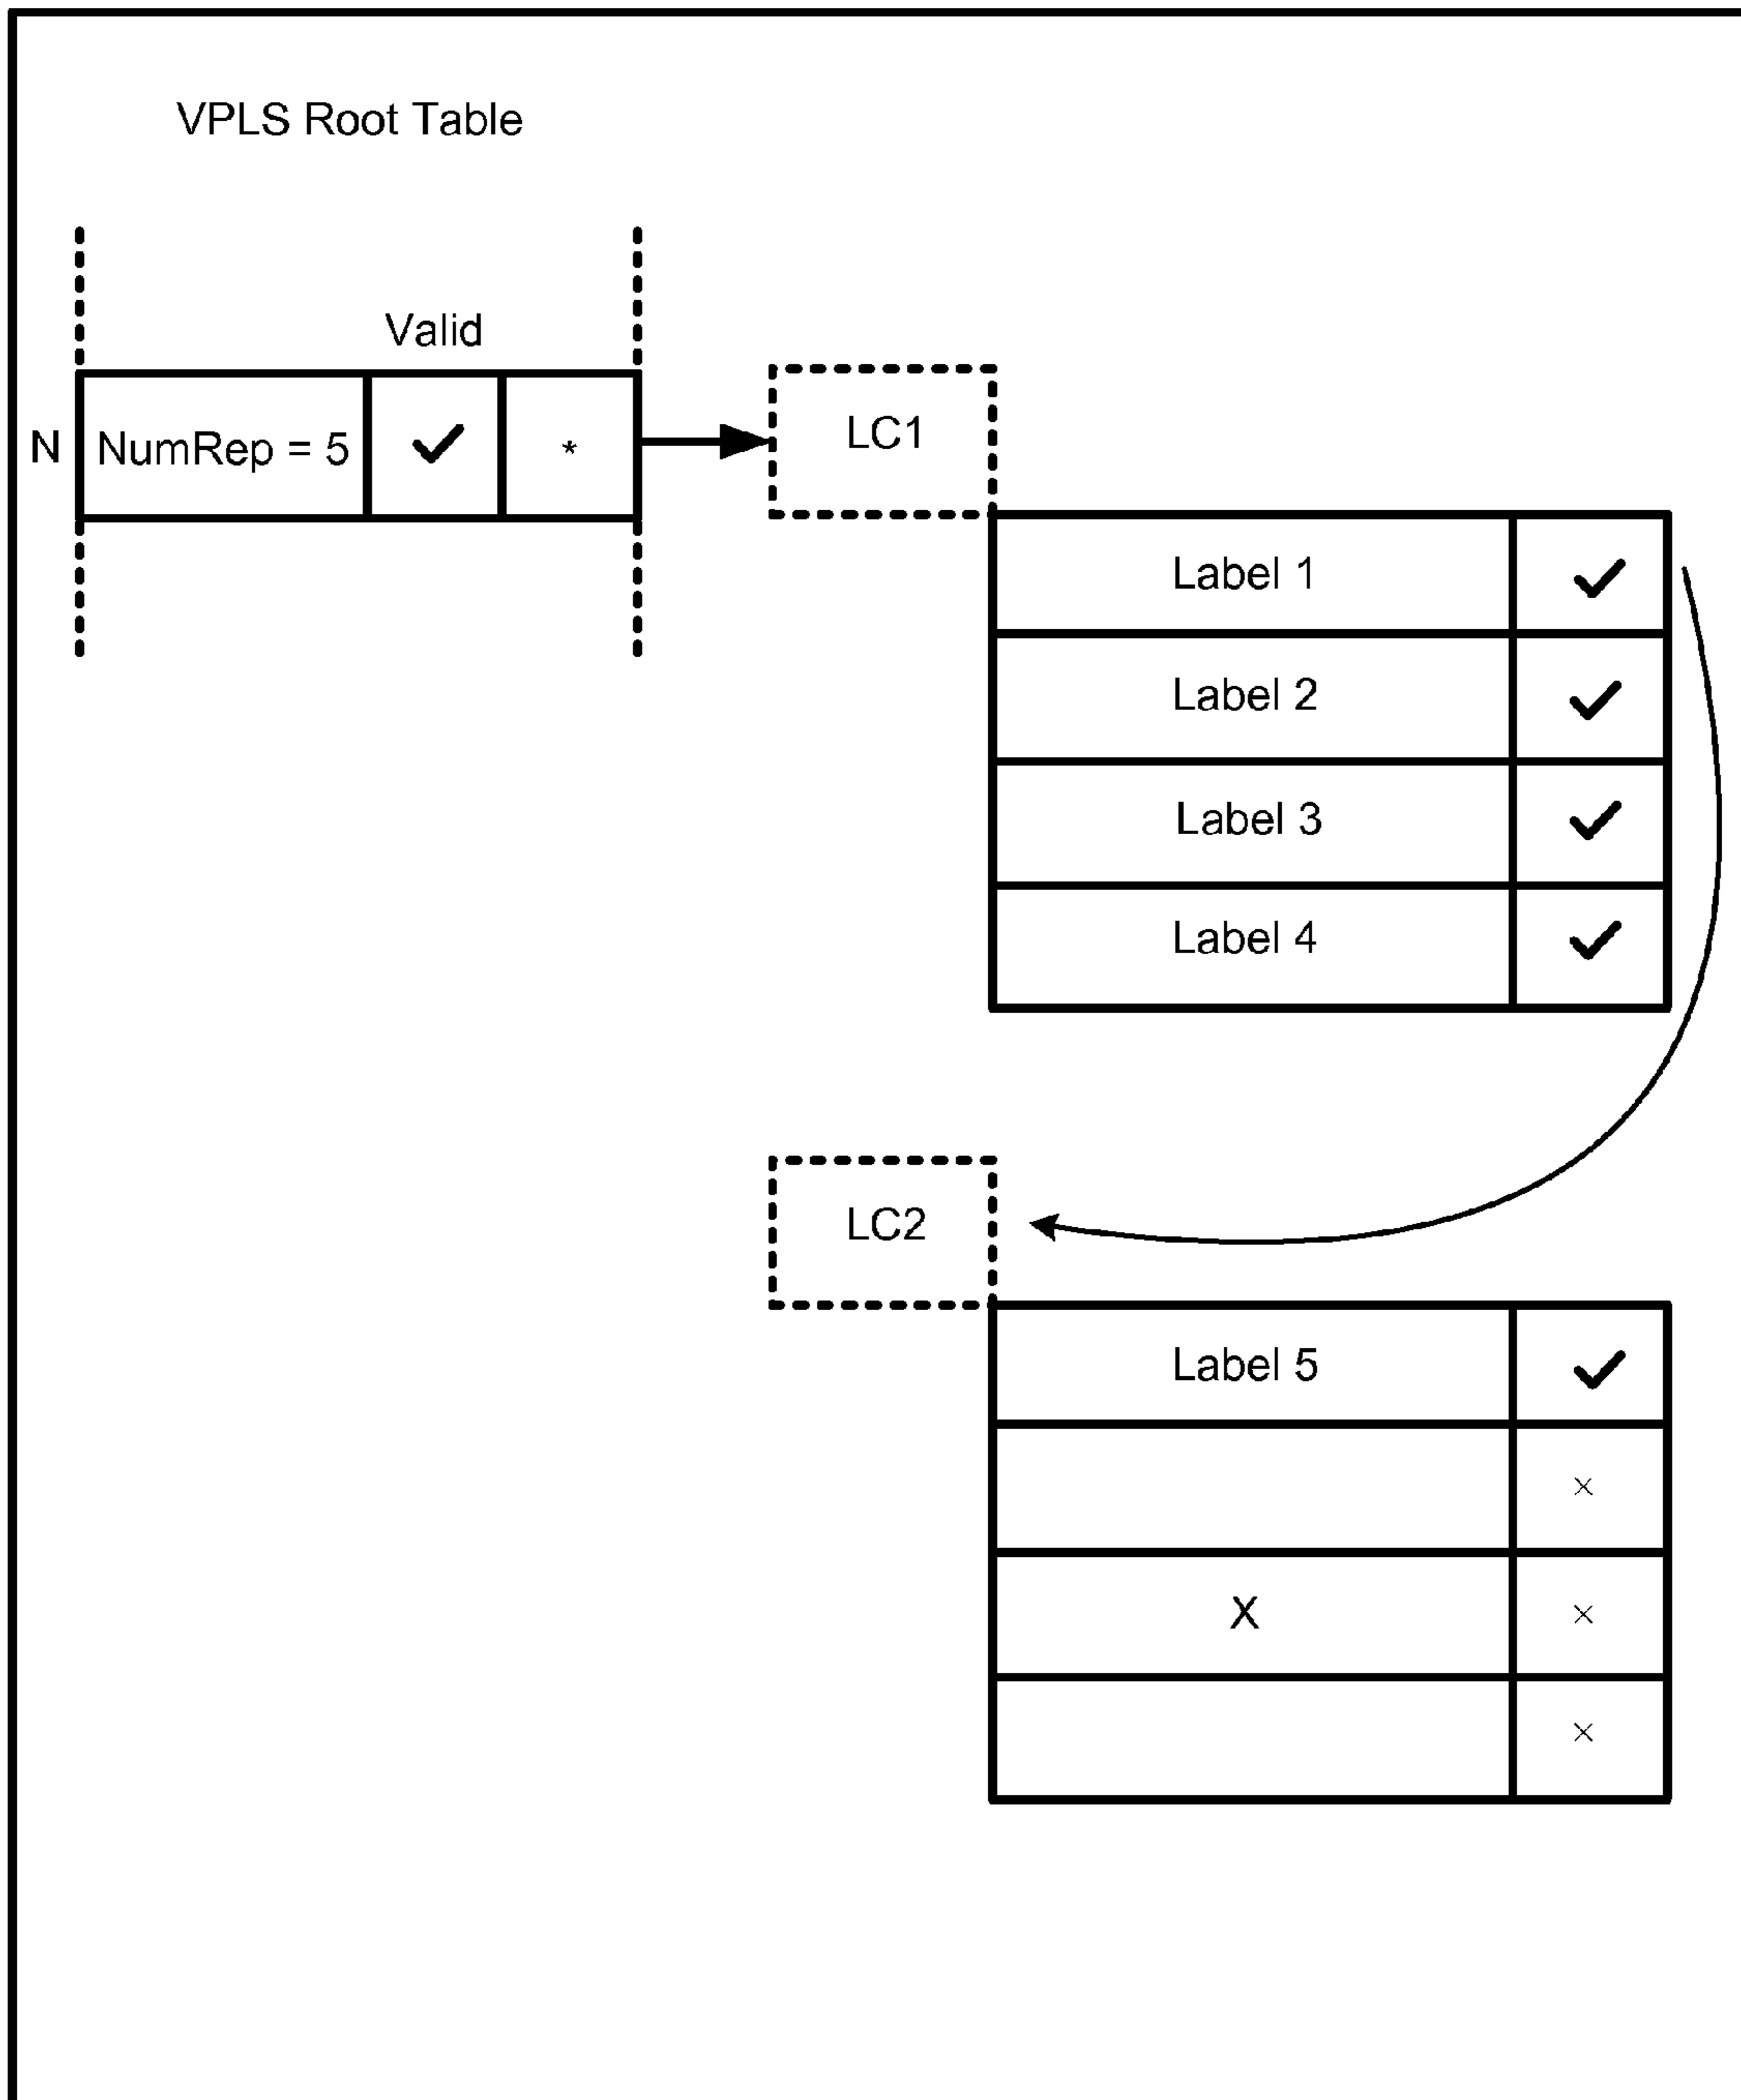 VPLS Root Table
Valid
N NumRep = 5 ✓ *
LC1
Label 1 ✓
Label 2 ✓
Label 3 ✓
Label 4 ✓
LC2
Label 5 ✓
×
X ×
×